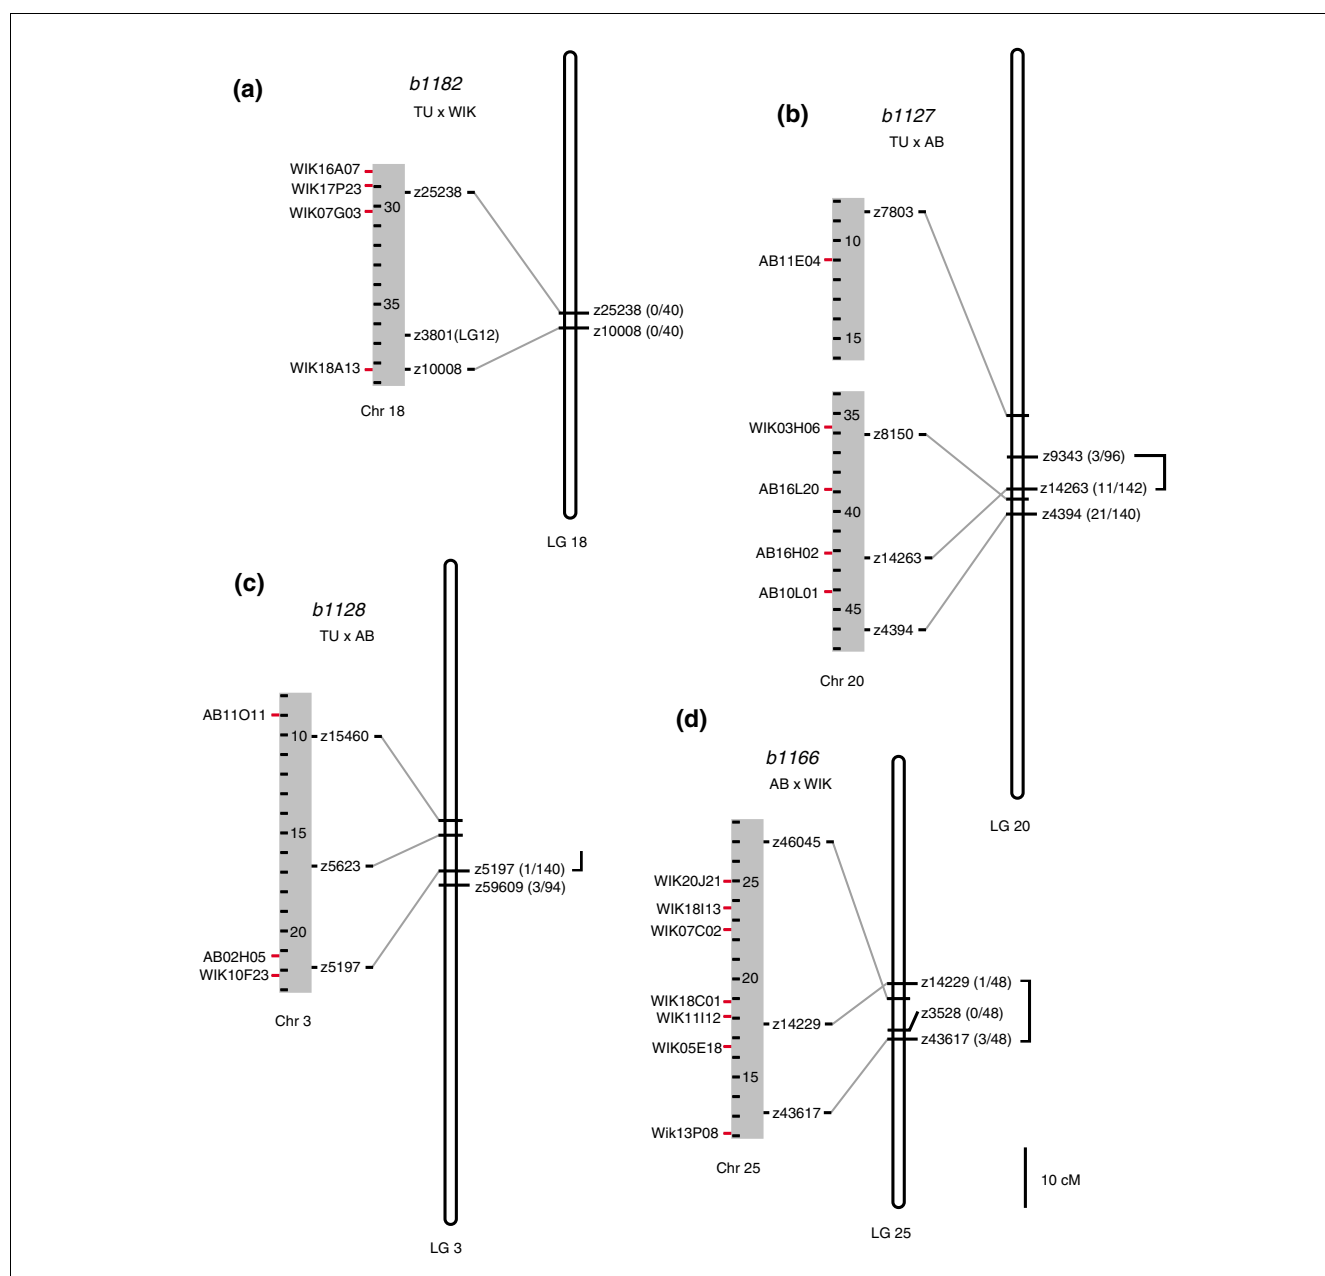 (a)
b1182
TU x WIK
WIK16A07
WIK17P23
WIK07G03
WIK18A13
30
35
z25238
z3801(LG12)
z10008
Chr 18
z25238 (0/40)
z10008 (0/40)
LG 18
(b)
b1127
TU x AB
AB11E04
10
15
z7803
WIK03H06
AB16L20
AB16H02
AB10L01
35
40
45
z8150
z14263
z4394
Chr 20
z9343 (3/96)
z14263 (11/142)
z4394 (21/140)
LG 20
(c)
b1128
TU x AB
AB11O11
AB02H05
WIK10F23
10
15
20
z15460
z5623
z5197
Chr 3
z5197 (1/140)
z59609 (3/94)
LG 3
(d)
b1166
AB x WIK
WIK20J21
WIK18I13
WIK07C02
WIK18C01
WIK11I12
WIK05E18
Wik13P08
25
20
15
z46045
z14229
z43617
Chr 25
z14229 (1/48)
z3528 (0/48)
z43617 (3/48)
LG 25
10 cM